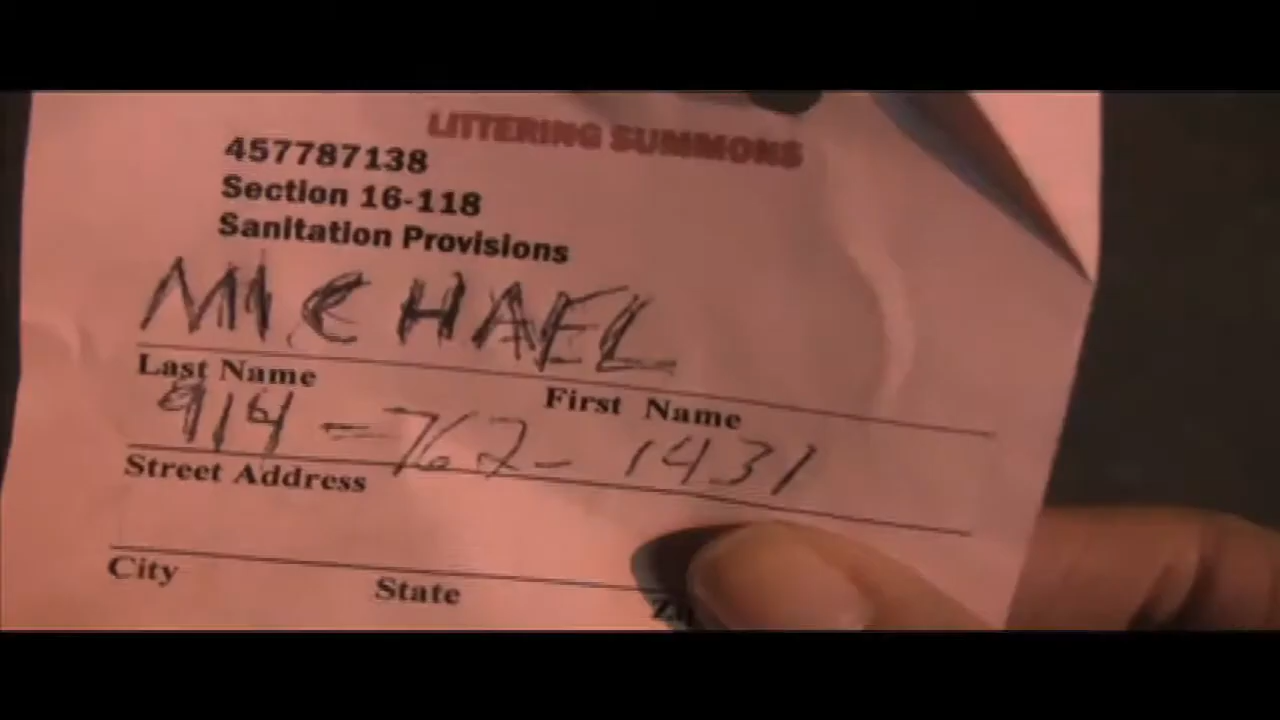 LITTERING SUMMONS
457787138
Section 16-118
Sanitation Provisions
MICHAEL
Last Name First Name
914-762-1431
Street Address
City State